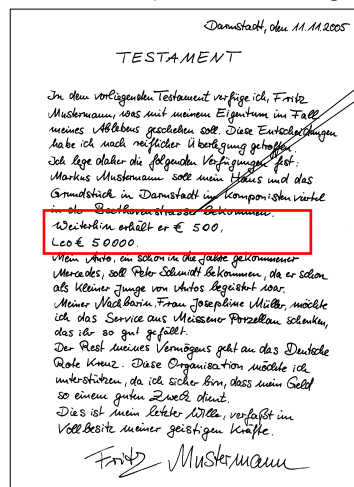 Darmstadt, den 11.11.2005
TESTAMENT
In dem vorliegenden Testament verfüge ich, Fritz
Mustermann, was mit meinem Eigentum im Fall
meines Ablebens geschehen soll. Diese Entscheidungen
habe ich nach reiflicher Überlegung getroffen.
Ich lege daher die folgenden Verfügungen fest:
Markus Mustermann soll mein Haus und das
Grundstück in Darmstadt im Komponistenviertel
in der Beethovenstrasse bekommen.
Weiterhin erhält er € 500,
Leo € 50000.
Mein Auto, ein schon in die Jahre gekommener
Mercedes, soll Peter Schmidt bekommen, da er schon
als kleiner Junge von Autos begeistert war.
Meiner Nachbarin, Frau Josephine Müller, möchte
ich das Service aus Meissener Porzellan schenken,
das ihr so gut gefällt.
Der Rest meines Vermögens geht an das Deutsche
Rote Kreuz. Diese Organisation möchte ich
unterstützen, da ich sicher bin, dass mein Geld
so einem guten Zweck dient.
Dies ist mein letzter Wille, verfaßt im
Vollbesitz meiner geistigen Kräfte.
Fritz Mustermann